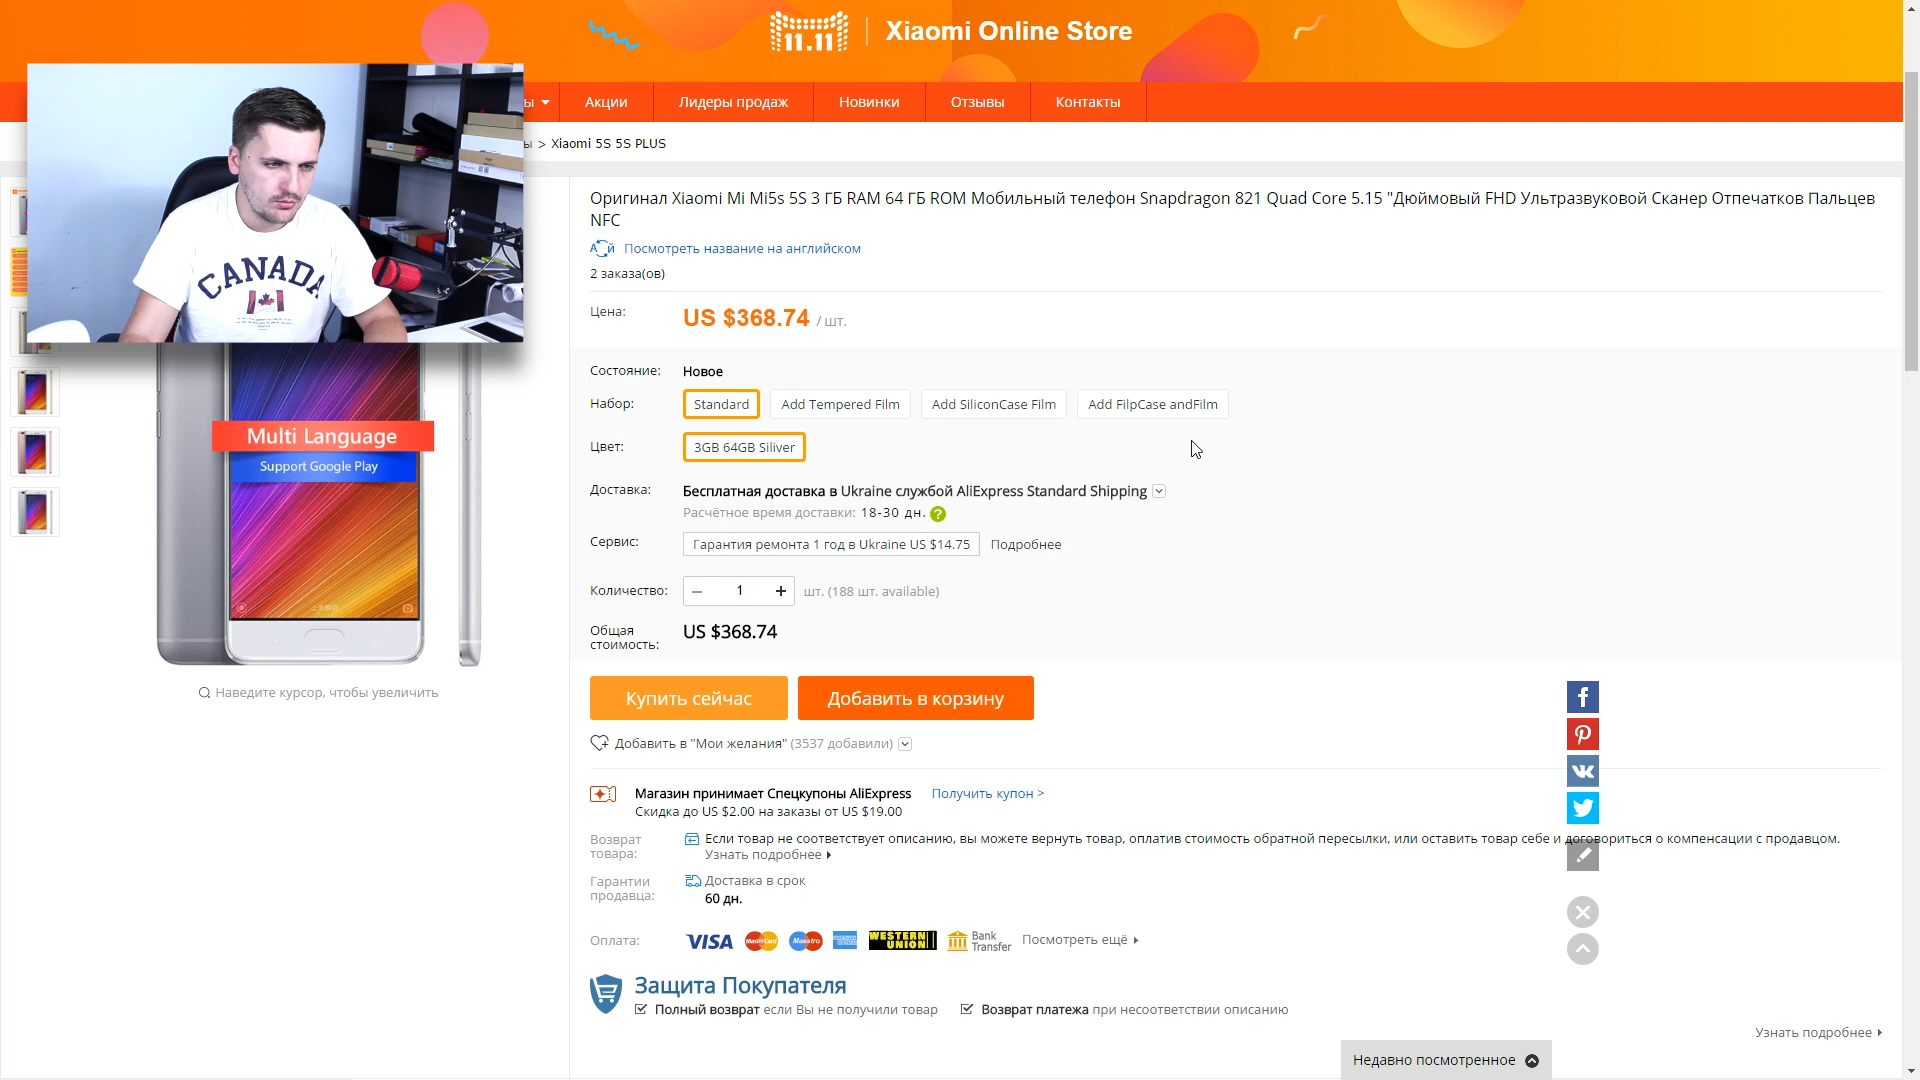 11.11 Xiaomi Online Store
ы Акции Лидеры продаж Новинки Отзывы Контакты
ы > Xiaomi 5S 5S PLUS
CANADA
Оригинал Xiaomi Mi Mi5s 5S 3 ГБ RAM 64 ГБ ROM Мобильный телефон Snapdragon 821 Quad Core 5.15 "Дюймовый FHD Ультразвуковой Сканер Отпечатков Пальцев
NFC
Посмотреть название на английском
2 заказа(ов)
Цена: US $368.74 / шт.
Состояние: Новое
Набор: Standard Add Tempered Film Add SiliconCase Film Add FilpCase andFilm
Цвет: 3GB 64GB Siliver
Multi Language
Support Google Play
Доставка: Бесплатная доставка в Ukraine службой AliExpress Standard Shipping
Расчётное время доставки: 18-30 дн. ?
Сервис: Гарантия ремонта 1 год в Ukraine US $14.75 Подробнее
Количество: – 1 + шт. (188 шт. available)
Общая
стоимость: US $368.74
Наведите курсор, чтобы увеличить
Купить сейчас Добавить в корзину
Добавить в "Мои желания" (3537 добавили)
Магазин принимает Спецкупоны AliExpress Получить купон >
Скидка до US $2.00 на заказы от US $19.00
Возврат
товара: Если товар не соответствует описанию, вы можете вернуть товар, оплатив стоимость обратной пересылки, или оставить товар себе и договориться о компенсации с продавцом.
Узнать подробнее
Гарантии
продавца: Доставка в срок
60 дн.
Оплата: VISA MasterCard Maestro WESTERN UNION Bank Transfer Посмотреть ещё
Защита Покупателя
Полный возврат если Вы не получили товар Возврат платежа при несоответствии описанию
Узнать подробнее
Недавно посмотренное